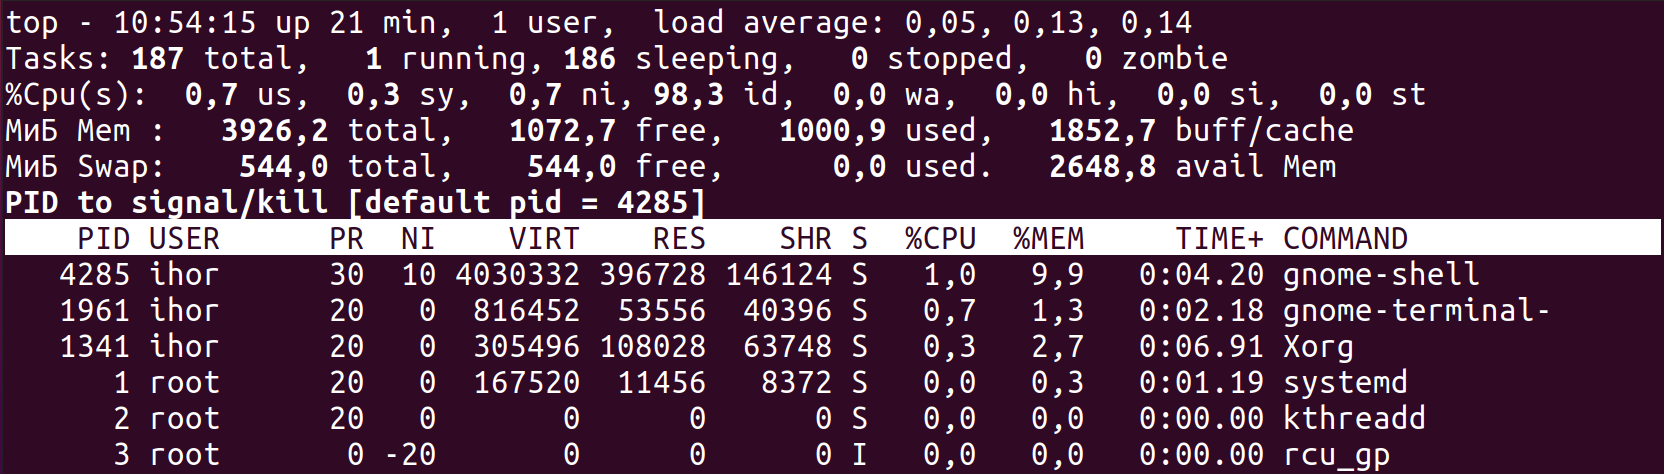 top - 10:54:15 up 21 min,  1 user,  load average: 0,05, 0,13, 0,14
Tasks: 187 total,   1 running, 186 sleeping,   0 stopped,   0 zombie
%Cpu(s):  0,7 us,  0,3 sy,  0,7 ni, 98,3 id,  0,0 wa,  0,0 hi,  0,0 si,  0,0 st
МиБ Mem :   3926,2 total,   1072,7 free,   1000,9 used,   1852,7 buff/cache
МиБ Swap:    544,0 total,    544,0 free,      0,0 used.   2648,8 avail Mem
PID to signal/kill [default pid = 4285]
    PID USER      PR  NI    VIRT    RES    SHR S  %CPU  %MEM     TIME+ COMMAND
   4285 ihor      30  10 4030332 396728 146124 S   1,0   9,9   0:04.20 gnome-shell
   1961 ihor      20   0  816452  53556  40396 S   0,7   1,3   0:02.18 gnome-terminal-
   1341 ihor      20   0  305496 108028  63748 S   0,3   2,7   0:06.91 Xorg
      1 root      20   0  167520  11456   8372 S   0,0   0,3   0:01.19 systemd
      2 root      20   0       0      0      0 S   0,0   0,0   0:00.00 kthreadd
      3 root       0 -20       0      0      0 I   0,0   0,0   0:00.00 rcu_gp